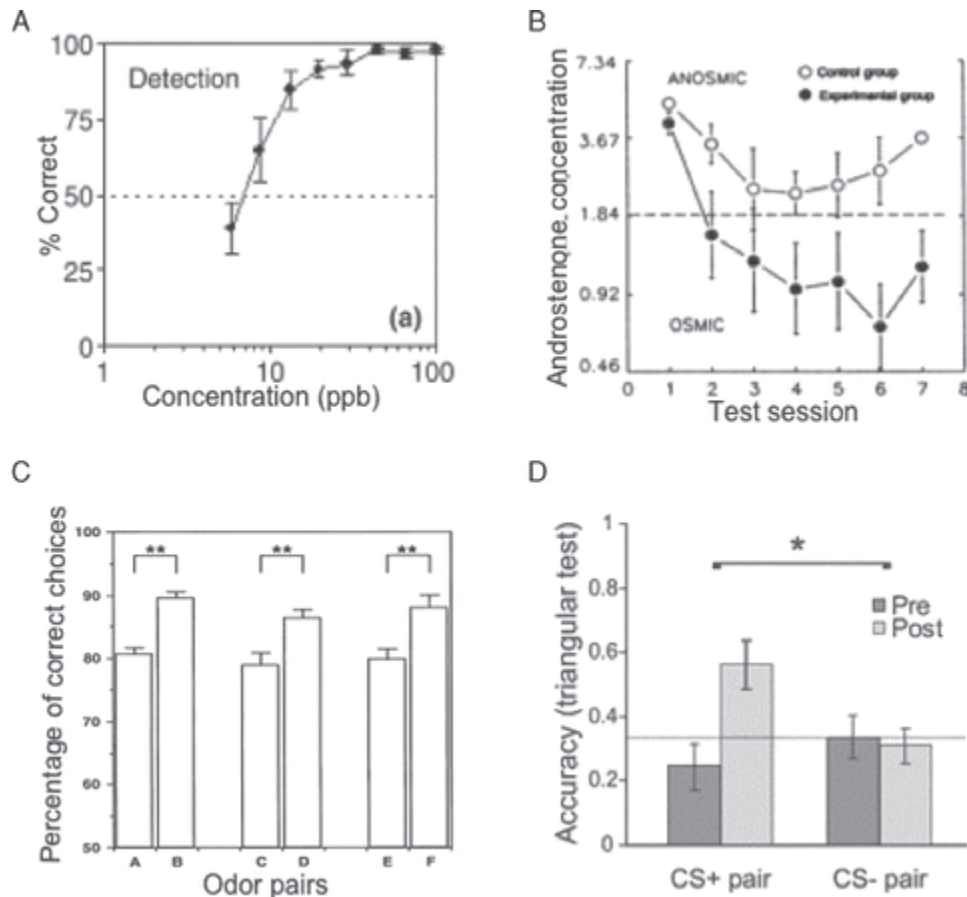 A
Detection
% Correct
100
75
50
25
0
(a)
1 10 100
Concentration (ppb)
B
Androstenone concentration
7.34
3.67
1.84
0.92
0.46
ANOSMIC
Control group
Experimental group
OSMIC
0 1 2 3 4 5 6 7 8
Test session
C
Percentage of correct choices
100
90
80
70
60
50
** ** **
A B C D E F
Odor pairs
D
Accuracy (triangular test)
1
0.8
0.6
0.4
0.2
0
*
Pre
Post
CS+ pair CS- pair